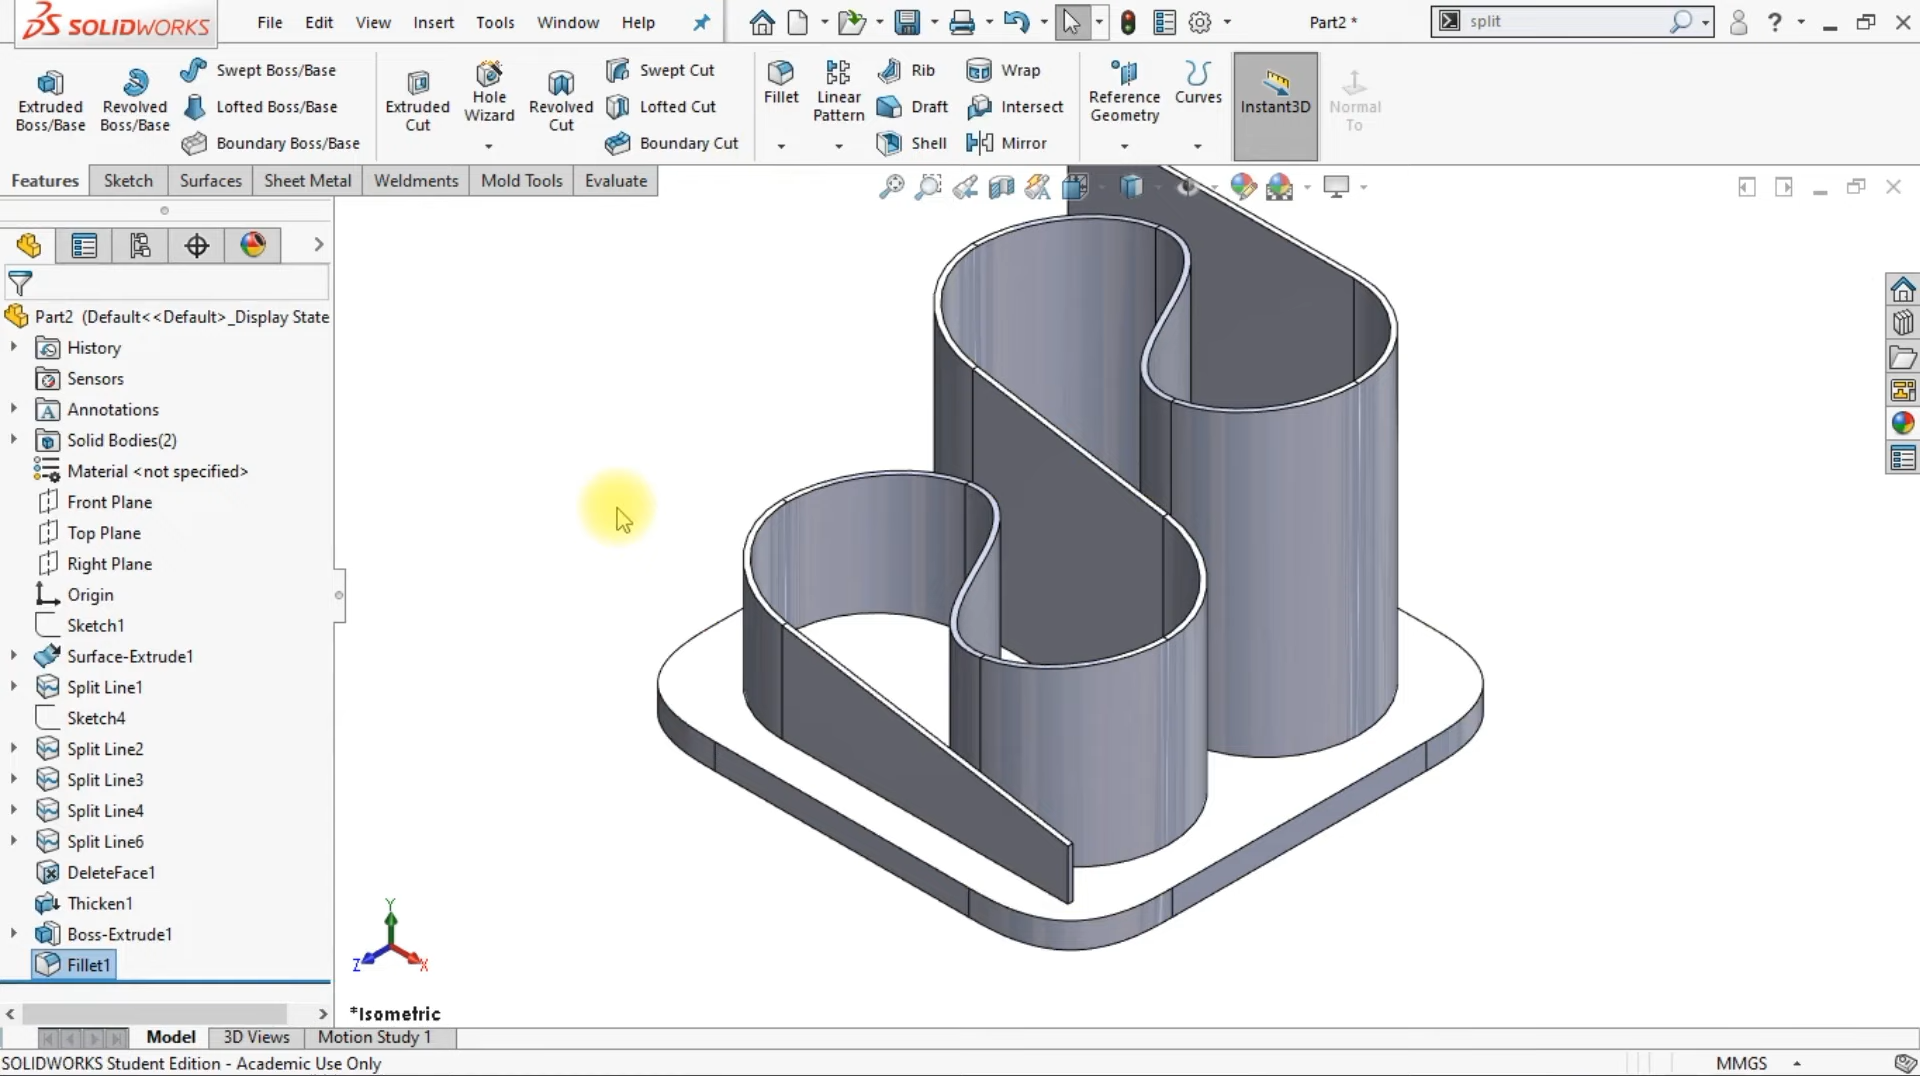 SOLIDWORKS File Edit View Insert Tools Window Help Part2 * split ?
Extruded Boss/Base
Revolved Boss/Base
Swept Boss/Base
Lofted Boss/Base
Boundary Boss/Base
Extruded Cut
Hole Wizard
Revolved Cut
Swept Cut
Lofted Cut
Boundary Cut
Fillet
Linear Pattern
Rib
Draft
Shell
Wrap
Intersect
Mirror
Reference Geometry
Curves
Instant3D
Normal To
Features Sketch Surfaces Sheet Metal Weldments Mold Tools Evaluate
Part2 (Default<<Default>_Display State
History
Sensors
Annotations
Solid Bodies(2)
Material <not specified>
Front Plane
Top Plane
Right Plane
Origin
Sketch1
Surface-Extrude1
Split Line1
Sketch4
Split Line2
Split Line3
Split Line4
Split Line6
DeleteFace1
Thicken1
Boss-Extrude1
Fillet1
Y
Z X
*Isometric
Model 3D Views Motion Study 1
SOLIDWORKS Student Edition - Academic Use Only MMGS